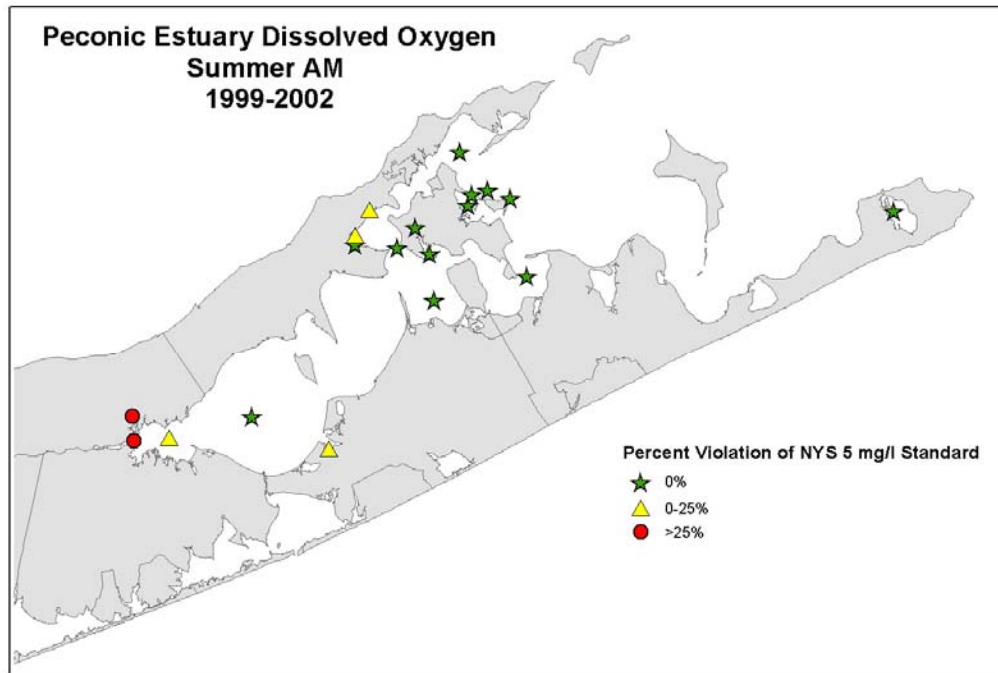 Peconic Estuary Dissolved Oxygen
Summer AM
1999-2002
Percent Violation of NYS 5 mg/l Standard
0%
0-25%
>25%